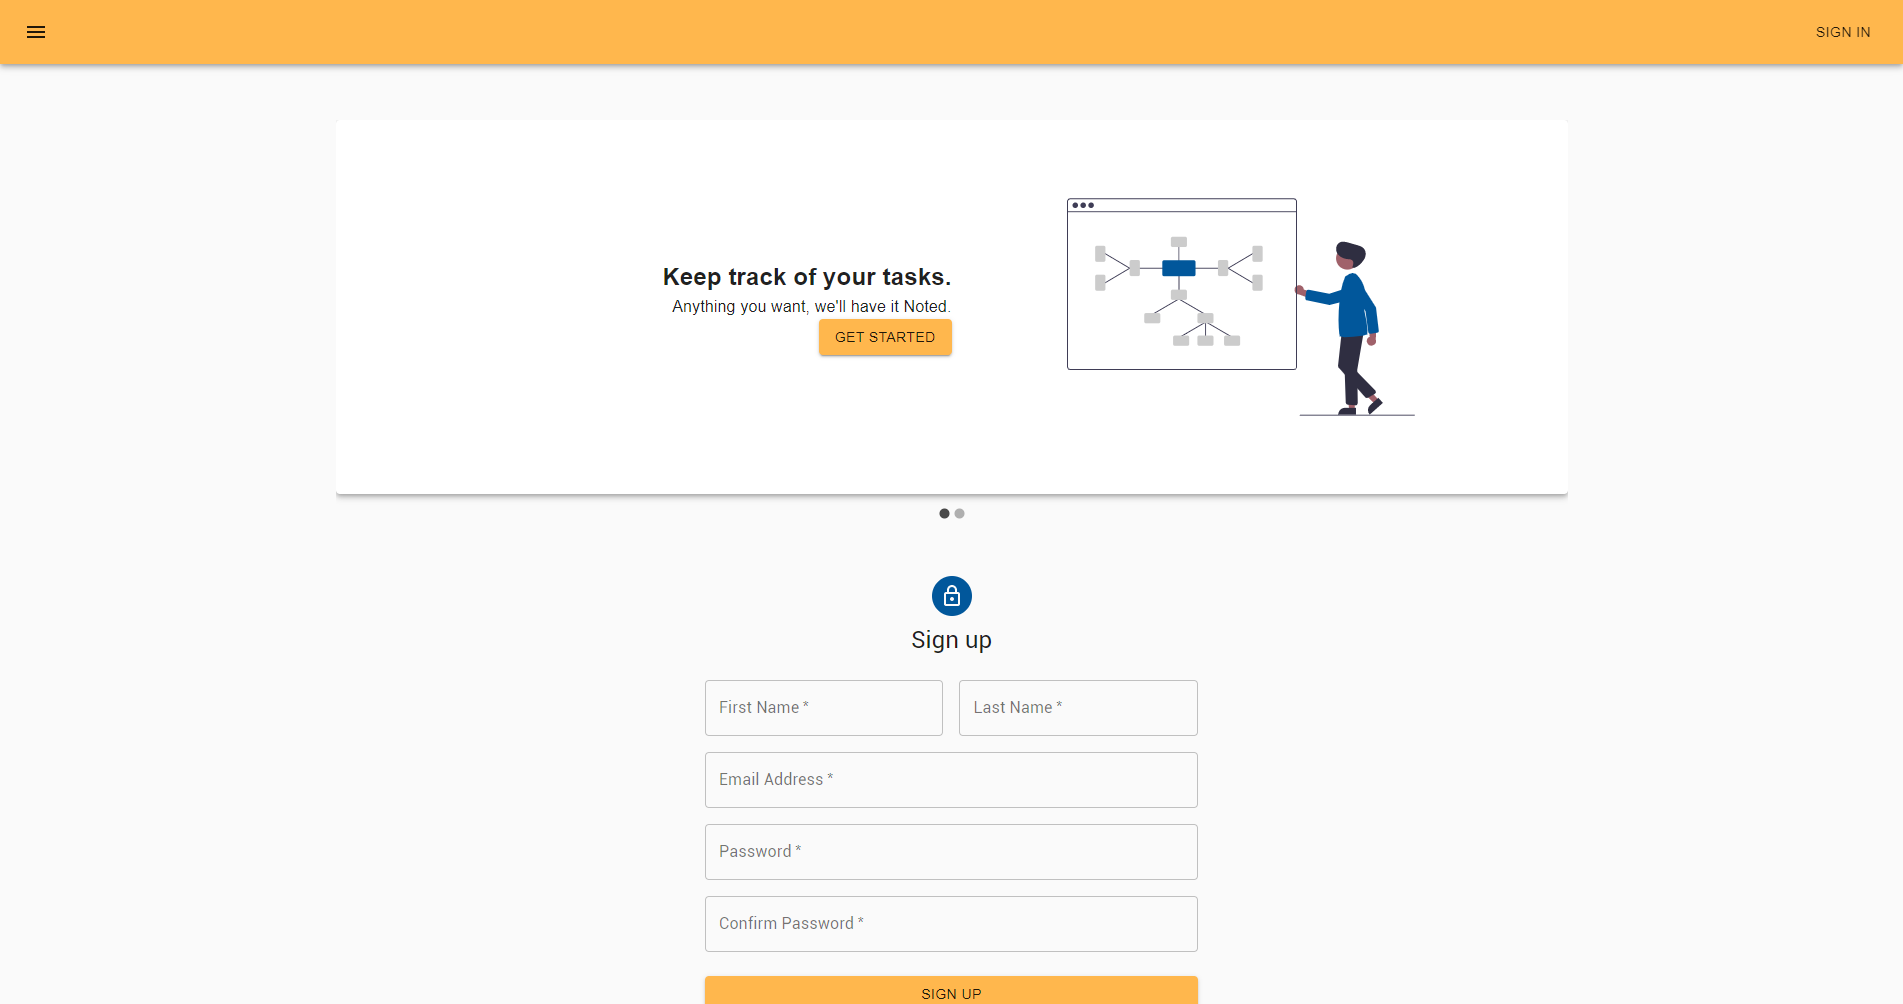 SIGN IN
Keep track of your tasks.
Anything you want, we'll have it Noted.
GET STARTED
Sign up
First Name *
Last Name *
Email Address *
Password *
Confirm Password *
SIGN UP